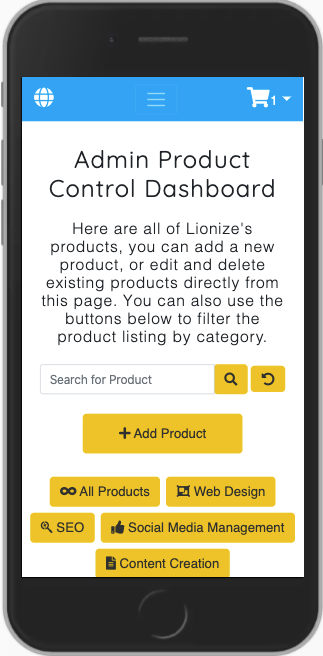 1
Admin Product
Control Dashboard
Here are all of Lionize's
products, you can add a new
product, or edit and delete
existing products directly from
this page. You can also use the
buttons below to filter the
product listing by category.
Search for Product
Add Product
All Products
Web Design
SEO
Social Media Management
Content Creation